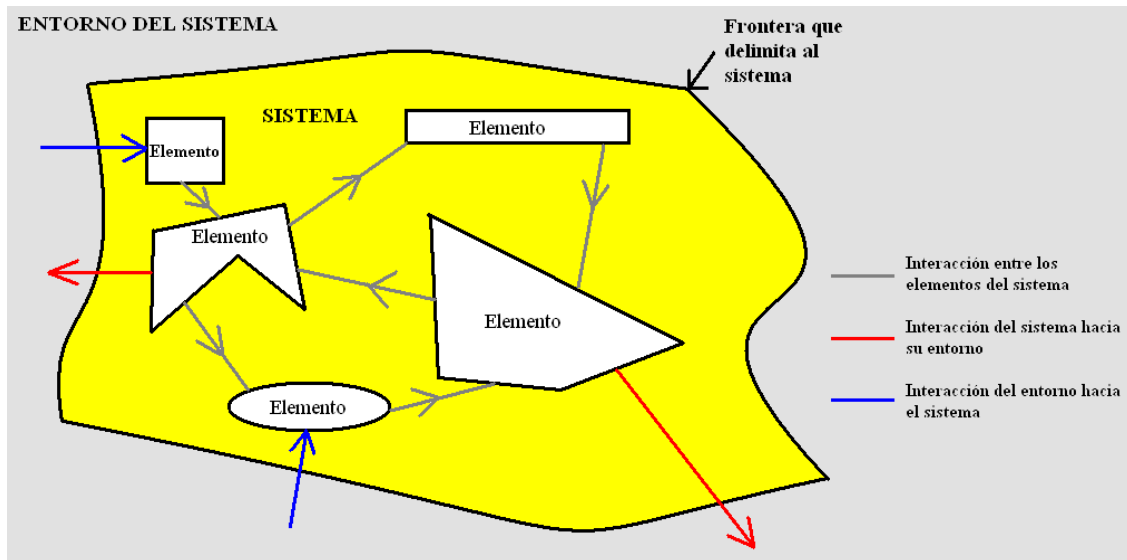 ENTORNO DEL SISTEMA
Frontera que
delimita al
sistema
SISTEMA
Elemento
Elemento
Elemento
Elemento
Elemento
Interacción entre los
elementos del sistema
Interacción del sistema hacia
su entorno
Interacción del entorno hacia
el sistema